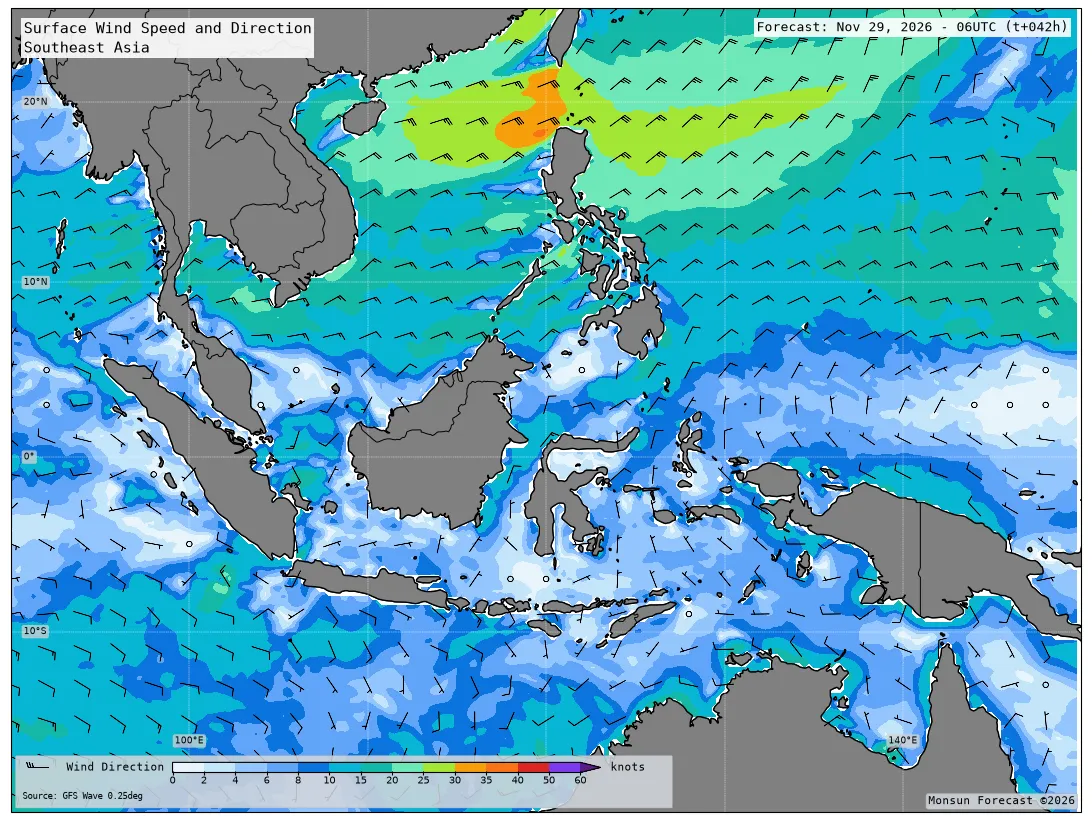 Surface Wind Speed and Direction
Southeast Asia
Forecast: Nov 29, 2026 - 06UTC (t+042h)
20°N
10°N
0°
10°S
100°E
140°E
Wind Direction
0 2 4 6 8 10 15 20 25 30 35 40 50 60
knots
Source: GFS Wave 0.25deg
Monsun Forecast ©2026